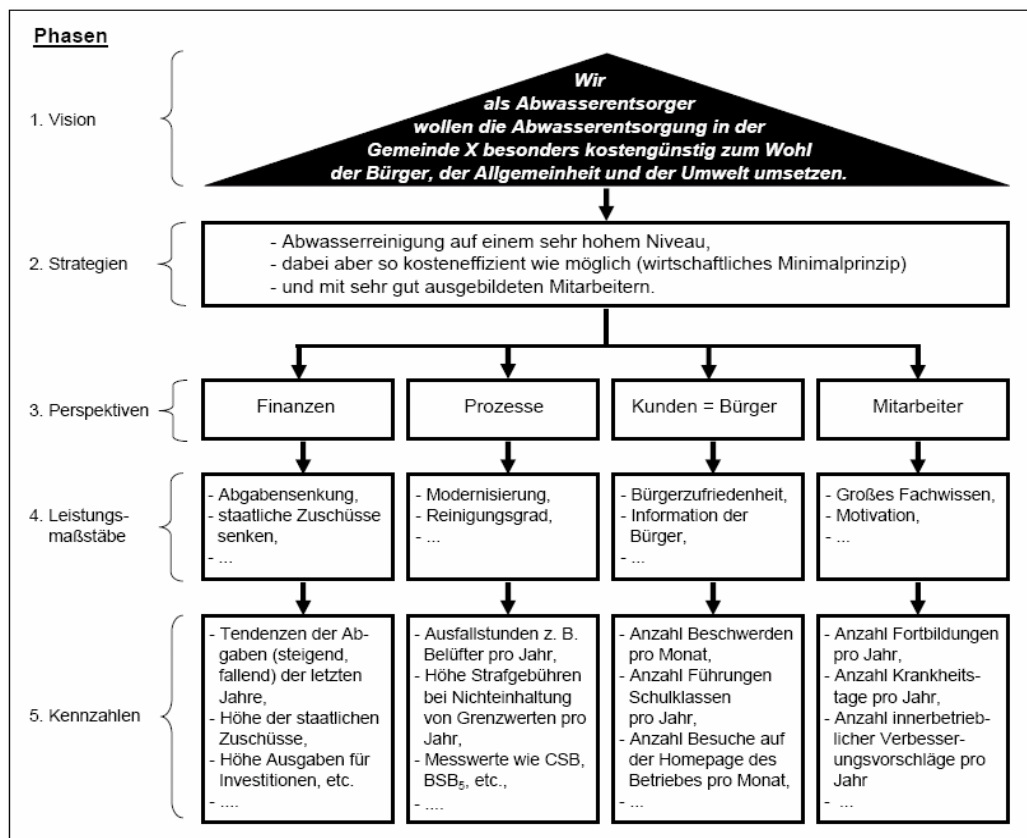 Phasen
1. Vision
Wir
als Abwasserentsorger
wollen die Abwasserentsorgung in der
Gemeinde X besonders kostengünstig zum Wohl
der Bürger, der Allgemeinheit und der Umwelt umsetzen.
2. Strategien
- Abwasserreinigung auf einem sehr hohem Niveau,
- dabei aber so kosteneffizient wie möglich (wirtschaftliches Minimalprinzip)
- und mit sehr gut ausgebildeten Mitarbeitern.
3. Perspektiven
Finanzen
Prozesse
Kunden = Bürger
Mitarbeiter
4. Leistungs-
maßstäbe
- Abgabensenkung,
- staatliche Zuschüsse
senken,
- ...
- Modernisierung,
- Reinigungsgrad,
- ...
- Bürgerzufriedenheit,
- Information der
Bürger,
- ...
- Großes Fachwissen,
- Motivation,
- ...
5. Kennzahlen
- Tendenzen der Ab-
gaben (steigend,
fallend) der letzten
Jahre,
- Höhe der staatlichen
Zuschüsse,
- Höhe Ausgaben für
Investitionen, etc.
- ....
- Ausfallstunden z. B.
Belüfter pro Jahr,
- Höhe Strafgebühren
bei Nichteinhaltung
von Grenzwerten pro
Jahr,
- Messwerte wie CSB,
BSB₅, etc.,
- ....
- Anzahl Beschwerden
pro Monat,
- Anzahl Führungen
Schulklassen
pro Jahr,
- Anzahl Besuche auf
der Homepage des
Betriebes pro Monat,
- ...
- Anzahl Fortbildungen
pro Jahr,
- Anzahl Krankheits-
tage pro Jahr,
- Anzahl innerbetrieb-
licher Verbesser-
ungsvorschläge pro
Jahr
- ...